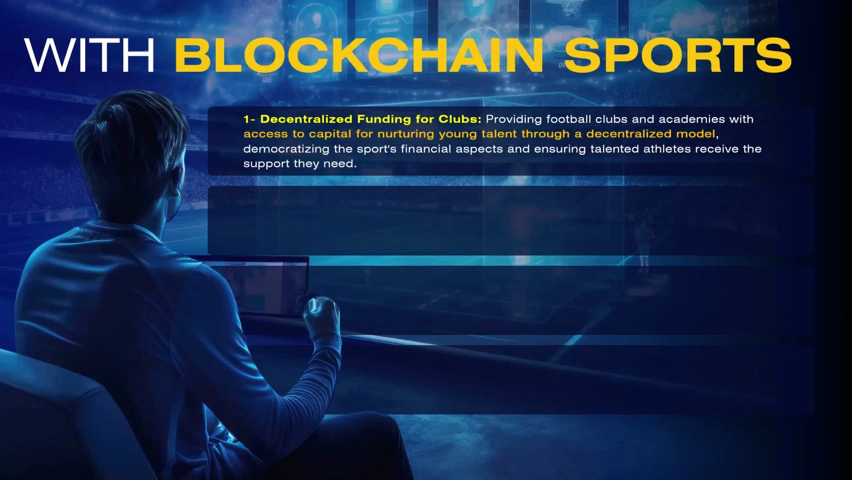 WITH BLOCKCHAIN SPORTS
1- Decentralized Funding for Clubs: Providing football clubs and academies with
access to capital for nurturing young talent through a decentralized model,
democratizing the sport's financial aspects and ensuring talented athletes receive the
support they need.